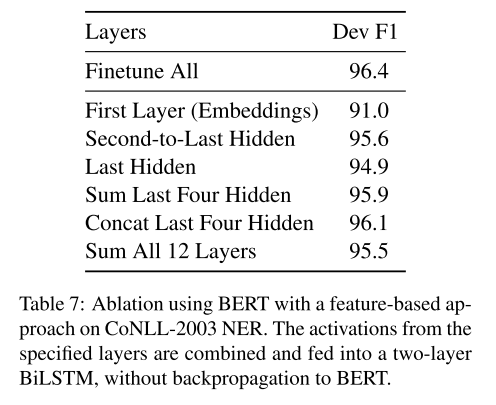 Layers Dev F1
Finetune All 96.4
First Layer (Embeddings) 91.0
Second-to-Last Hidden 95.6
Last Hidden 94.9
Sum Last Four Hidden 95.9
Concat Last Four Hidden 96.1
Sum All 12 Layers 95.5
Table 7: Ablation using BERT with a feature-based ap-
proach on CoNLL-2003 NER. The activations from the
specified layers are combined and fed into a two-layer
BiLSTM, without backpropagation to BERT.